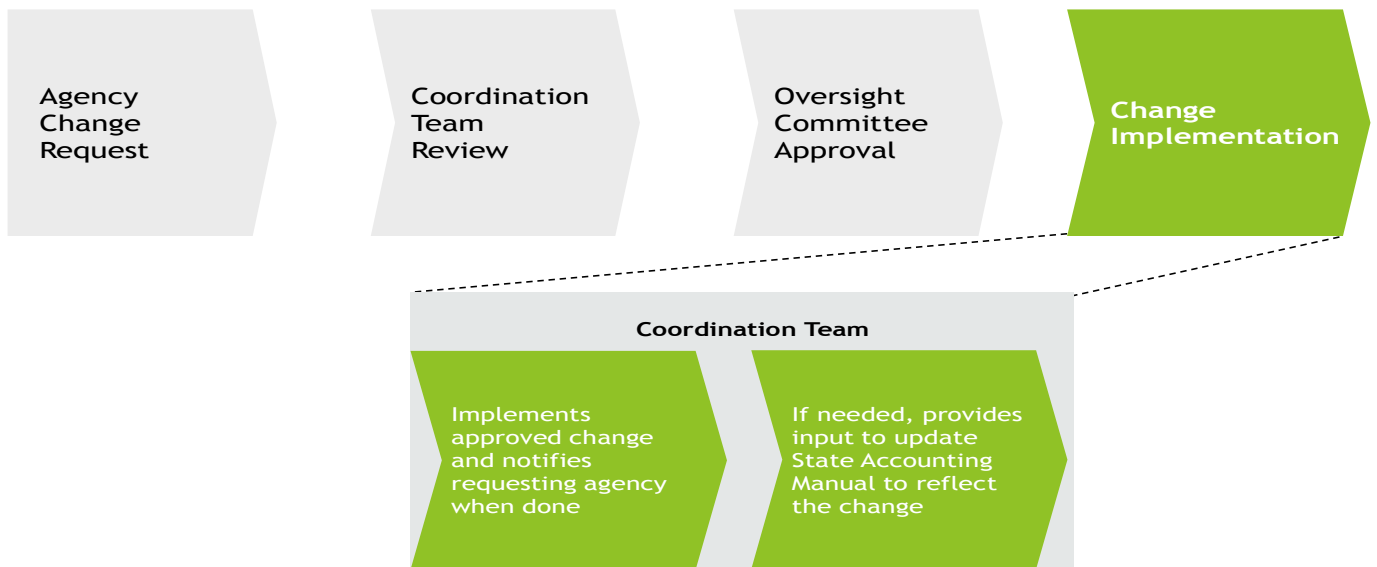 Agency
Change
Request
Coordination
Team
Review
Oversight
Committee
Approval
Change
Implementation
Coordination Team
Implements
approved change
and notifies
requesting agency
when done
If needed, provides
input to update
State Accounting
Manual to reflect
the change